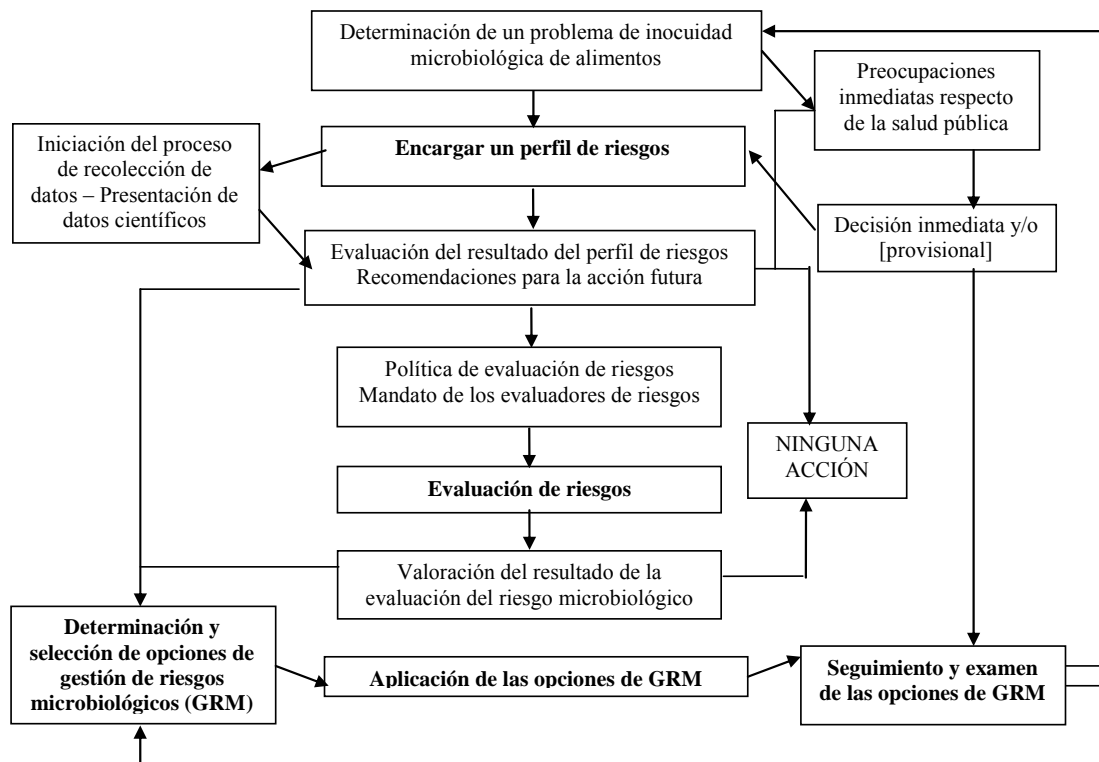 Determinación de un problema de inocuidad
microbiológica de alimentos
Preocupaciones
inmediatas respecto
de la salud pública
Iniciación del proceso
de recolección de
datos – Presentación de
datos científicos
Encargar un perfil de riesgos
Decisión inmediata y/o
[provisional]
Evaluación del resultado del perfil de riesgos
Recomendaciones para la acción futura
Política de evaluación de riesgos
Mandato de los evaluadores de riesgos
NINGUNA
ACCIÓN
Evaluación de riesgos
Valoración del resultado de la
evaluación del riesgo microbiológico
Determinación y
selección de opciones de
gestión de riesgos
microbiológicos (GRM)
Aplicación de las opciones de GRM
Seguimiento y examen
de las opciones de GRM